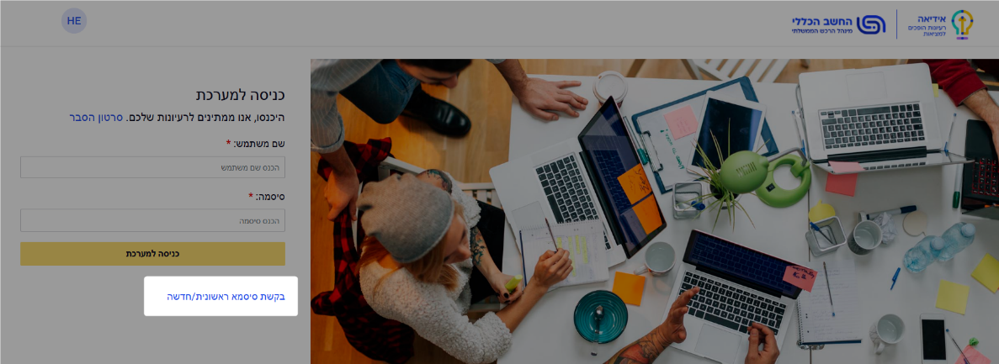 אידיאה
רעיונות הופכים
למציאות
החשב הכללי
מינהל הרכש הממשלתי
HE
כניסה למערכת
היכנסו, אנו ממתינים לרעיונות שלכם. סרטון הסבר
שם משתמש: *
הכנס שם משתמש
סיסמה: *
הכנס סיסמה
כניסה למערכת
בקשת סיסמא ראשונית/חדשה